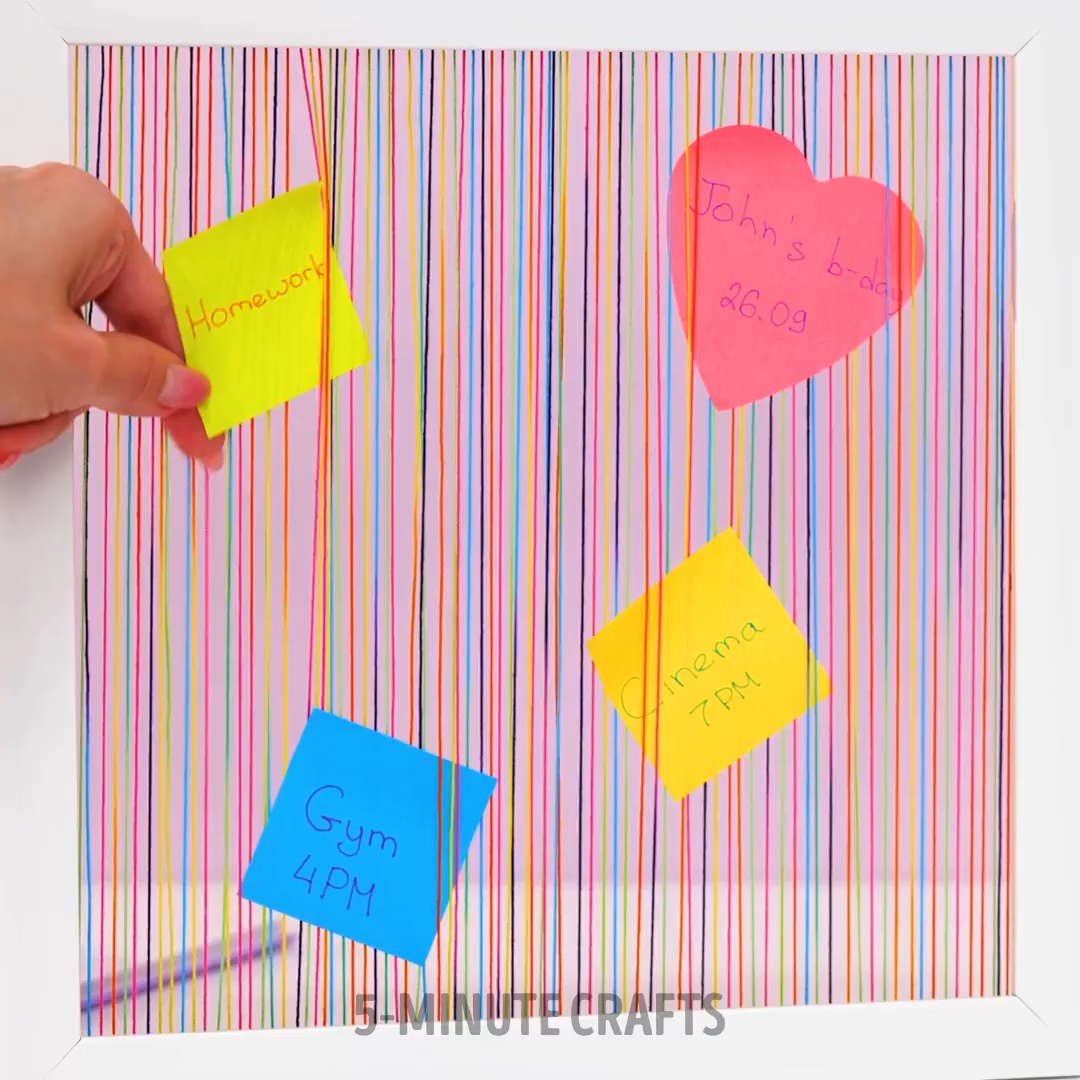 Homework
John's b-day
26.09
Cinema
7PM
Gym
4PM
5-MINUTE CRAFTS